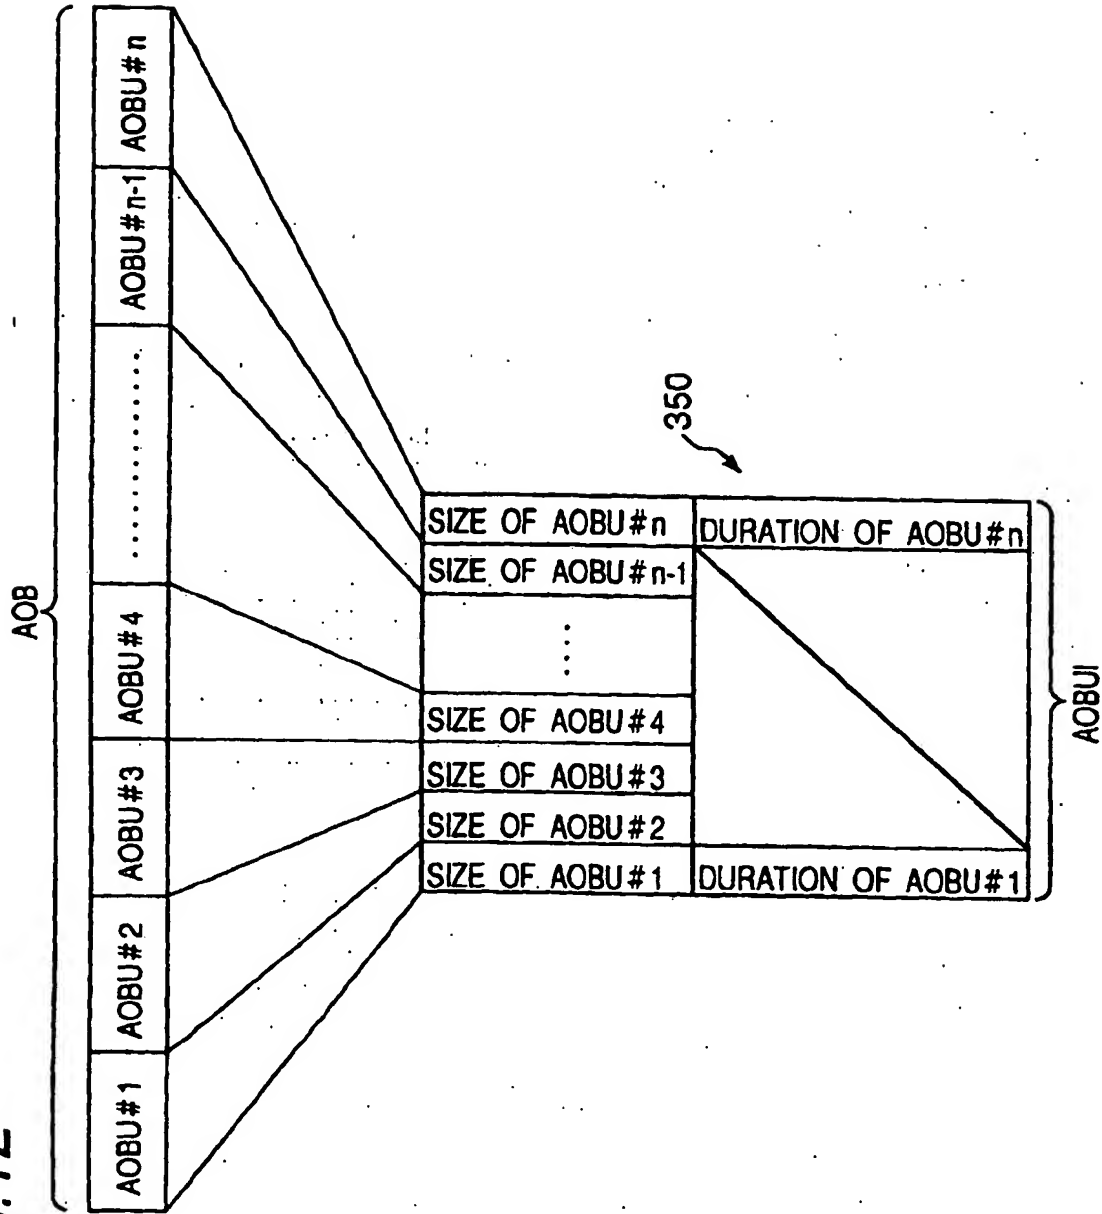 AOB
AOBU#1 AOBU#2 AOBU#3 AOBU#4 ............ AOBU#n-1 AOBU#n
350
SIZE OF AOBU#1 DURATION OF AOBU#1
SIZE OF AOBU#2
SIZE OF AOBU#3
SIZE OF AOBU#4
....
SIZE OF AOBU#n-1
SIZE OF AOBU#n DURATION OF AOBU#n
AOBUI